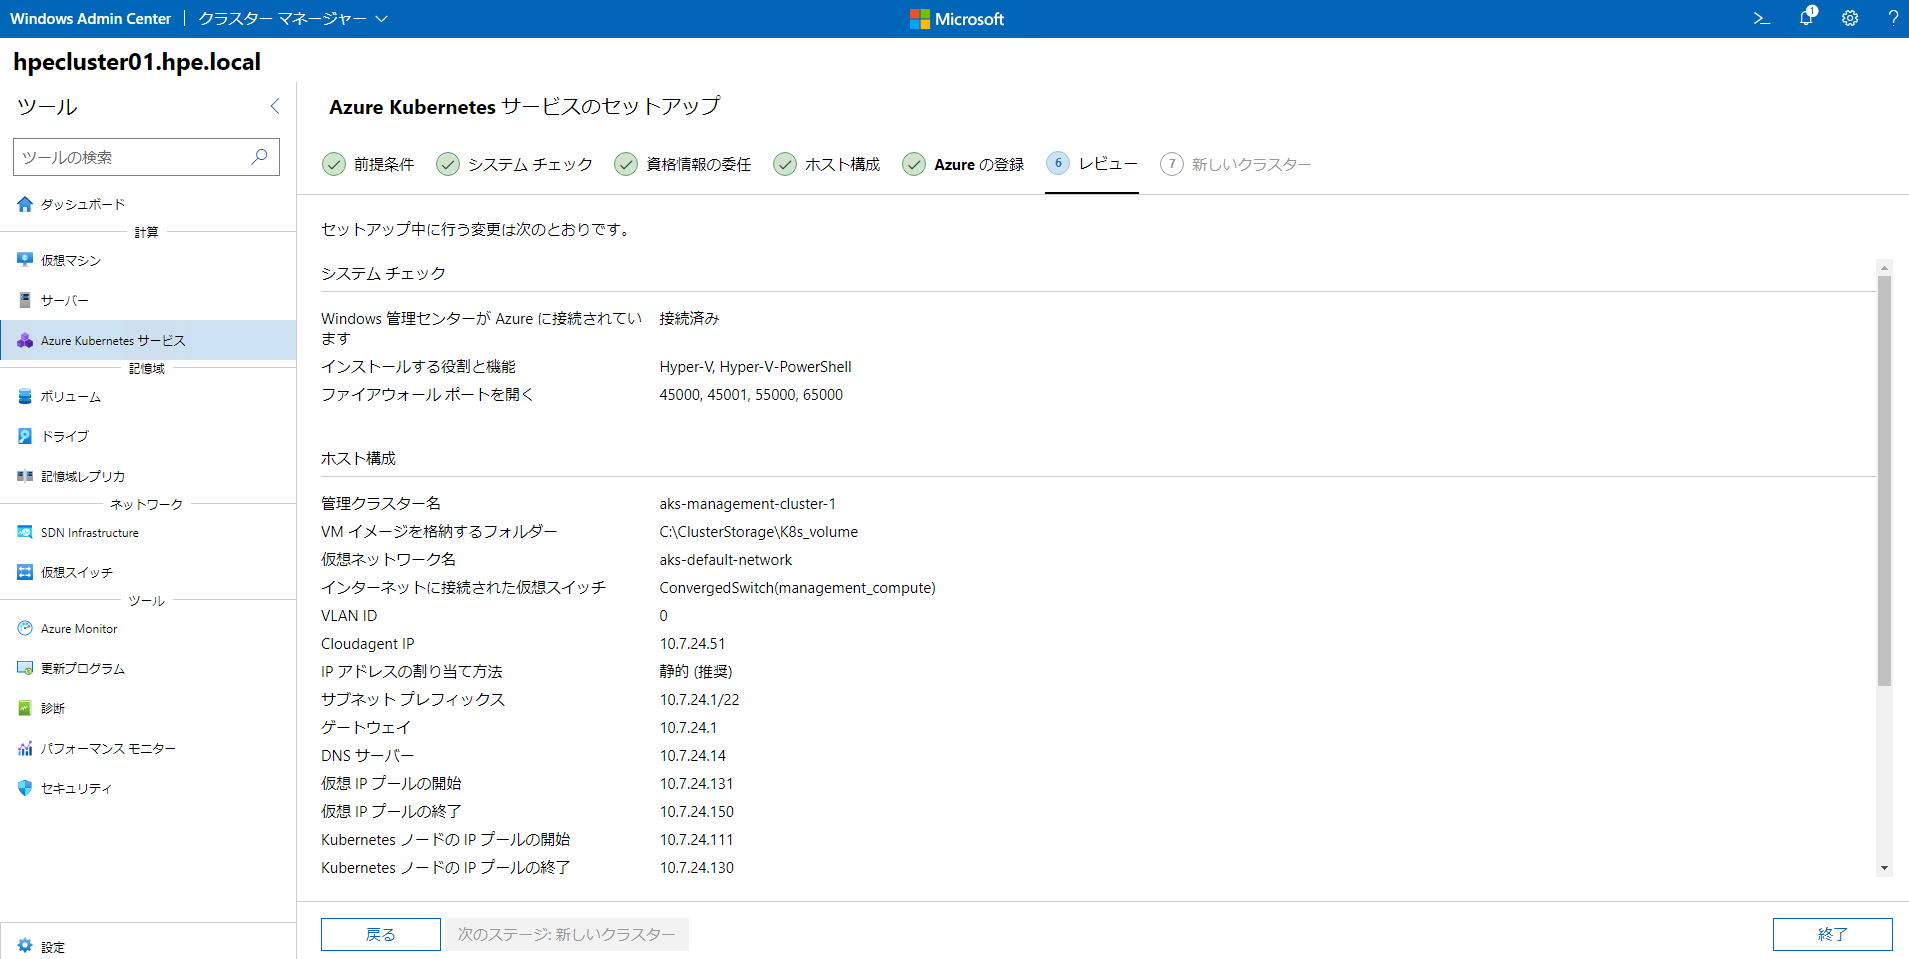 Windows Admin Center クラスター マネージャー Microsoft 1 ?
hpecluster01.hpe.local
ツール
ツールの検索
ダッシュボード
計算
仮想マシン
サーバー
Azure Kubernetes サービス
記憶域
ボリューム
ドライブ
記憶域レプリカ
ネットワーク
SDN Infrastructure
仮想スイッチ
ツール
Azure Monitor
更新プログラム
診断
パフォーマンス モニター
セキュリティ
設定
Azure Kubernetes サービスのセットアップ
前提条件 システム チェック 資格情報の委任 ホスト構成 Azure の登録 6 レビュー 7 新しいクラスター
セットアップ中に行う変更は次のとおりです。
システム チェック
Windows 管理センターが Azure に接続されてい 接続済み
ます
インストールする役割と機能 Hyper-V, Hyper-V-PowerShell
ファイアウォール ポートを開く 45000, 45001, 55000, 65000
ホスト構成
管理クラスター名 aks-management-cluster-1
VM イメージを格納するフォルダー C:\ClusterStorage\K8s_volume
仮想ネットワーク名 aks-default-network
インターネットに接続された仮想スイッチ ConvergedSwitch(management_compute)
VLAN ID 0
Cloudagent IP 10.7.24.51
IP アドレスの割り当て方法 静的 (推奨)
サブネット プレフィックス 10.7.24.1/22
ゲートウェイ 10.7.24.1
DNS サーバー 10.7.24.14
仮想 IP プールの開始 10.7.24.131
仮想 IP プールの終了 10.7.24.150
Kubernetes ノードの IP プールの開始 10.7.24.111
Kubernetes ノードの IP プールの終了 10.7.24.130
戻る 次のステージ: 新しいクラスター 終了